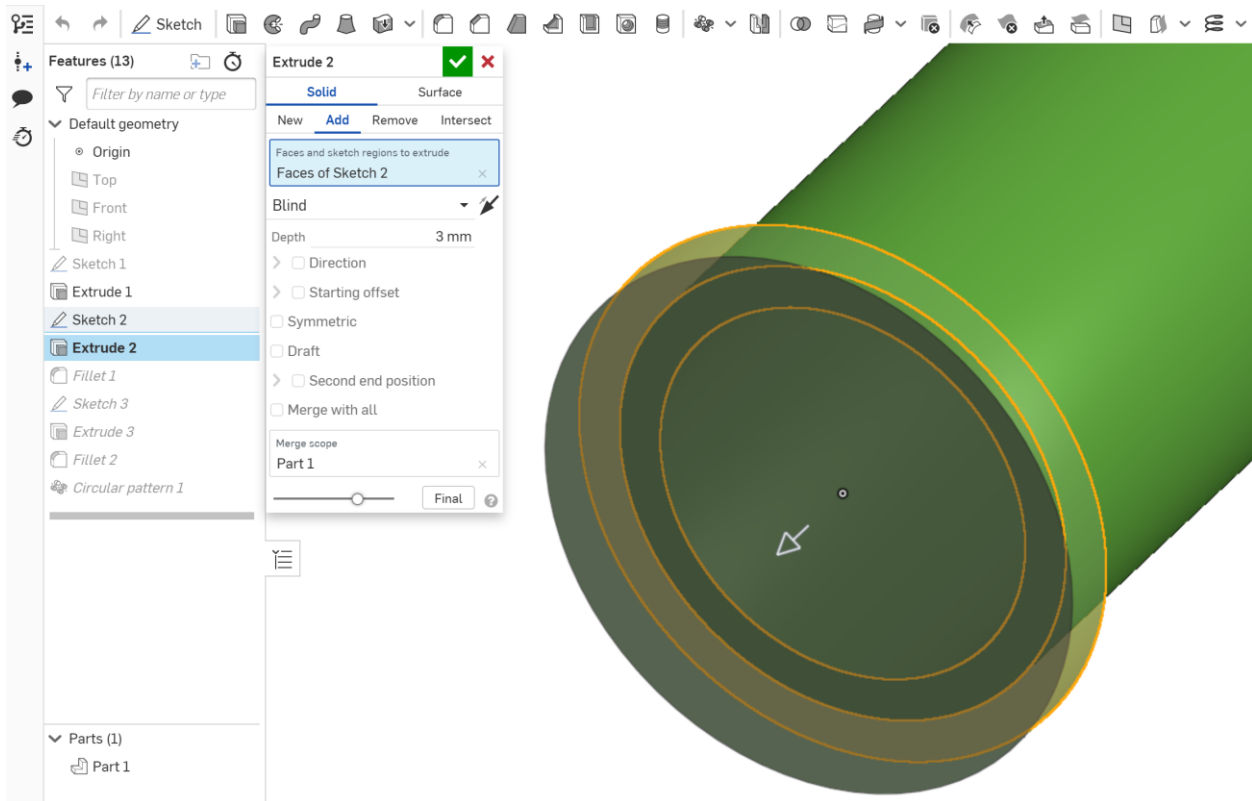 Sketch
Features (13)
Filter by name or type
Default geometry
Origin
Top
Front
Right
Sketch 1
Extrude 1
Sketch 2
Extrude 2
Fillet 1
Sketch 3
Extrude 3
Fillet 2
Circular pattern 1
Parts (1)
Part 1
Extrude 2
Solid Surface
New Add Remove Intersect
Faces and sketch regions to extrude
Faces of Sketch 2
Blind
Depth 3 mm
Direction
Starting offset
Symmetric
Draft
Second end position
Merge with all
Merge scope
Part 1
Final